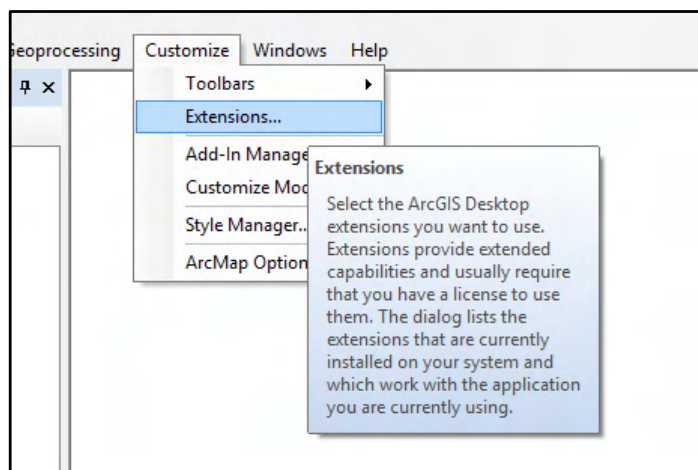 Geoprocessing Customize Windows Help
Toolbars
Extensions...
Add-In Manage
Customize Mod
Style Manager..
ArcMap Option
Extensions
Select the ArcGIS Desktop
extensions you want to use.
Extensions provide extended
capabilities and usually require
that you have a license to use
them. The dialog lists the
extensions that are currently
installed on your system and
which work with the application
you are currently using.